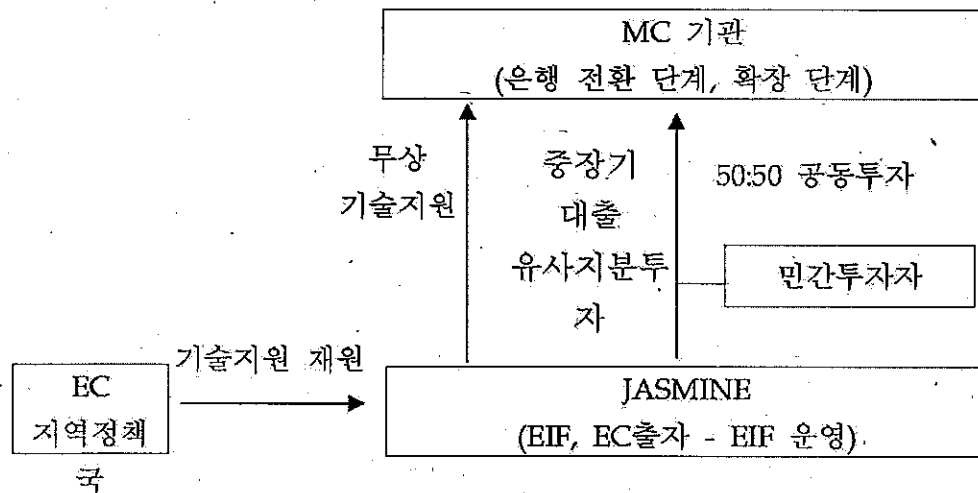 MC 기관
(은행 전환 단계, 확장 단계)
무상
기술지원
중장기
대출
유사지분투
자
50:50 공동투자
민간투자자
기술지원 재원
EC
지역정책
국
JASMINE
(EIF, EC출자 - EIF 운영)